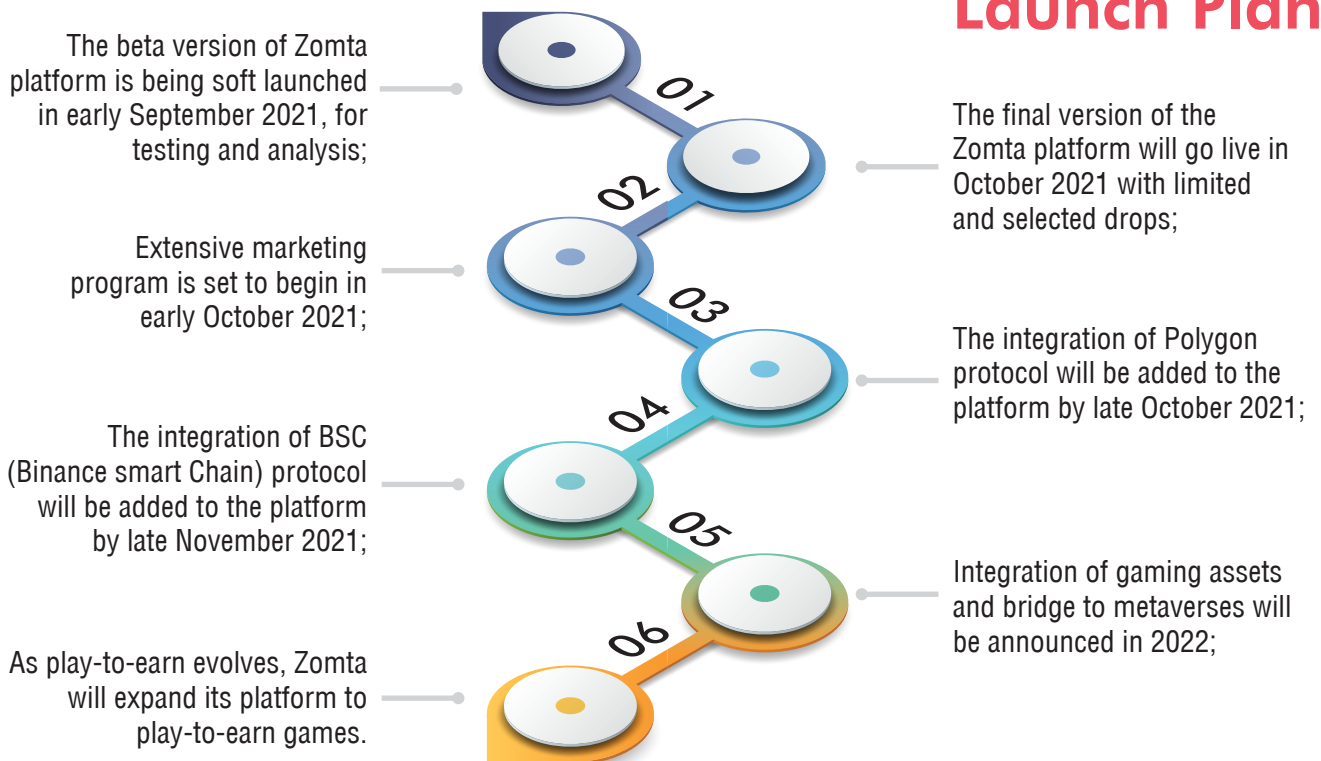 Launch Plan
The beta version of Zomta
platform is being soft launched
in early September 2021, for
testing and analysis;
01
The final version of the
Zomta platform will go live in
October 2021 with limited
and selected drops;
02
Extensive marketing
program is set to begin in
early October 2021;
03
The integration of Polygon
protocol will be added to the
platform by late October 2021;
04
The integration of BSC
(Binance smart Chain) protocol
will be added to the platform
by late November 2021;
05
Integration of gaming assets
and bridge to metaverses will
be announced in 2022;
06
As play-to-earn evolves, Zomta
will expand its platform to
play-to-earn games.